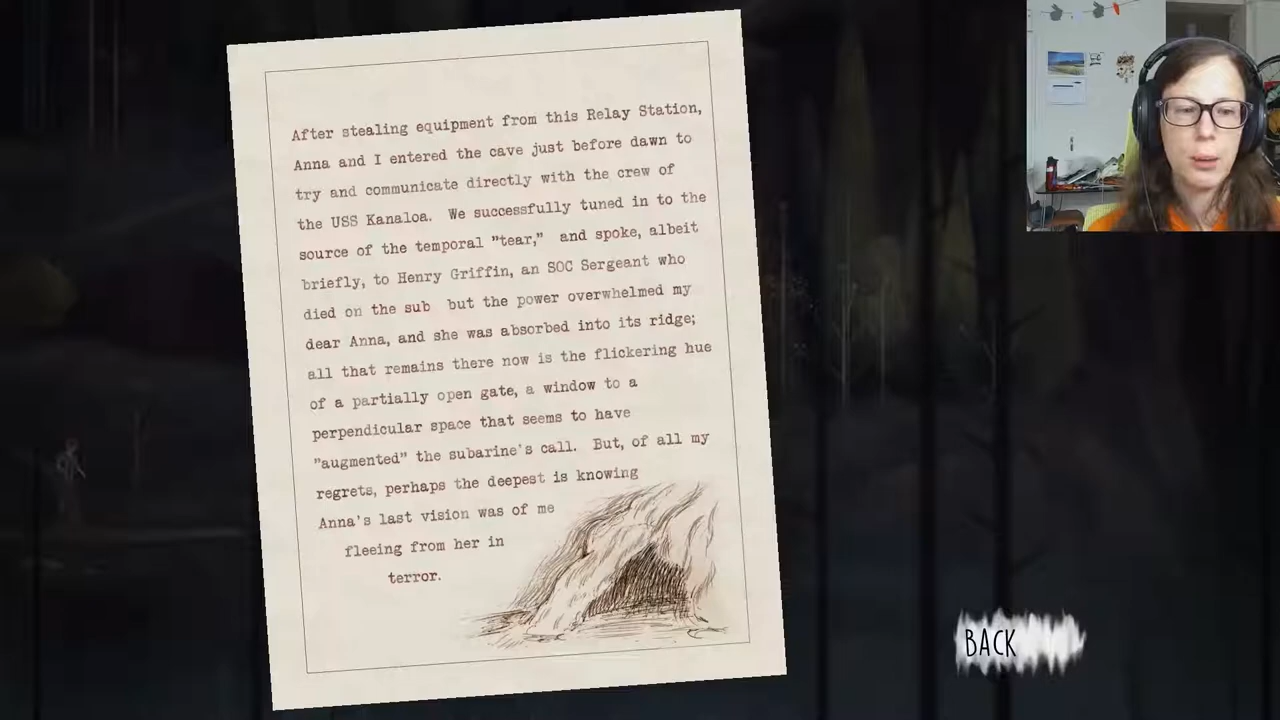 After stealing equipment from this Relay Station,
Anna and I entered the cave just before dawn to
try and communicate directly with the crew of
the USS Kanaloa. We successfully tuned in to the
source of the temporal "tear," and spoke, albeit
briefly, to Henry Griffin, an SOC Sergeant who
died on the sub but the power overwhelmed my
dear Anna, and she was absorbed into its ridge;
all that remains there now is the flickering hue
of a partially open gate, a window to a
perpendicular space that seems to have
"augmented" the subarine's call. But, of all my
regrets, perhaps the deepest is knowing
Anna's last vision was of me
fleeing from her in
terror.
BACK